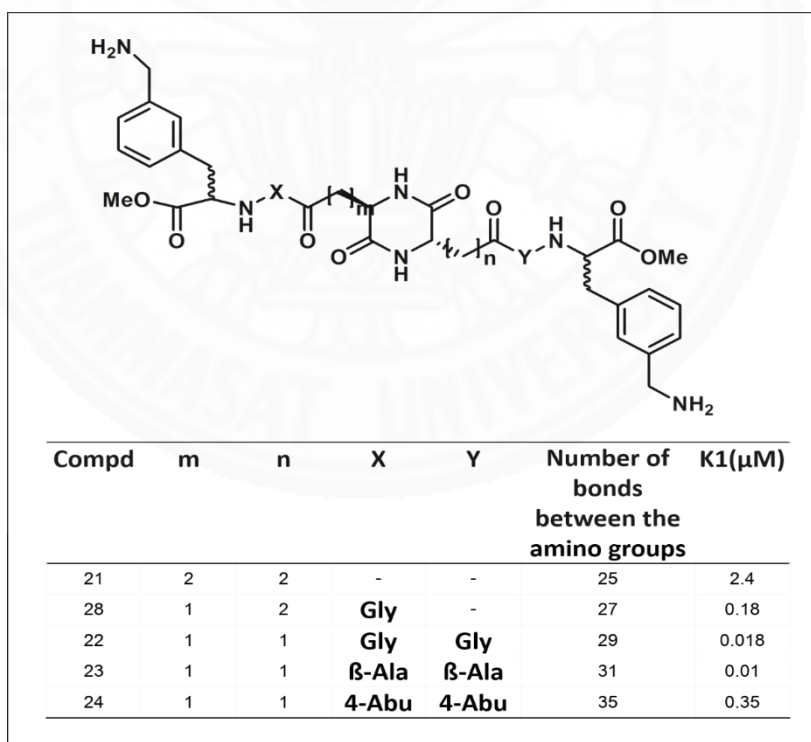 H₂N
MeO
O
N
H
X
O
m
H
N
O
O
N
H
n
O
Y
H
N
O
OMe
NH₂
Compd m n X Y Number of bonds between the amino groups K1(μM)
21 2 2 - - 25 2.4
28 1 2 Gly - 27 0.18
22 1 1 Gly Gly 29 0.018
23 1 1 ß-Ala ß-Ala 31 0.01
24 1 1 4-Abu 4-Abu 35 0.35
THAMMASAT UNIVERSITY